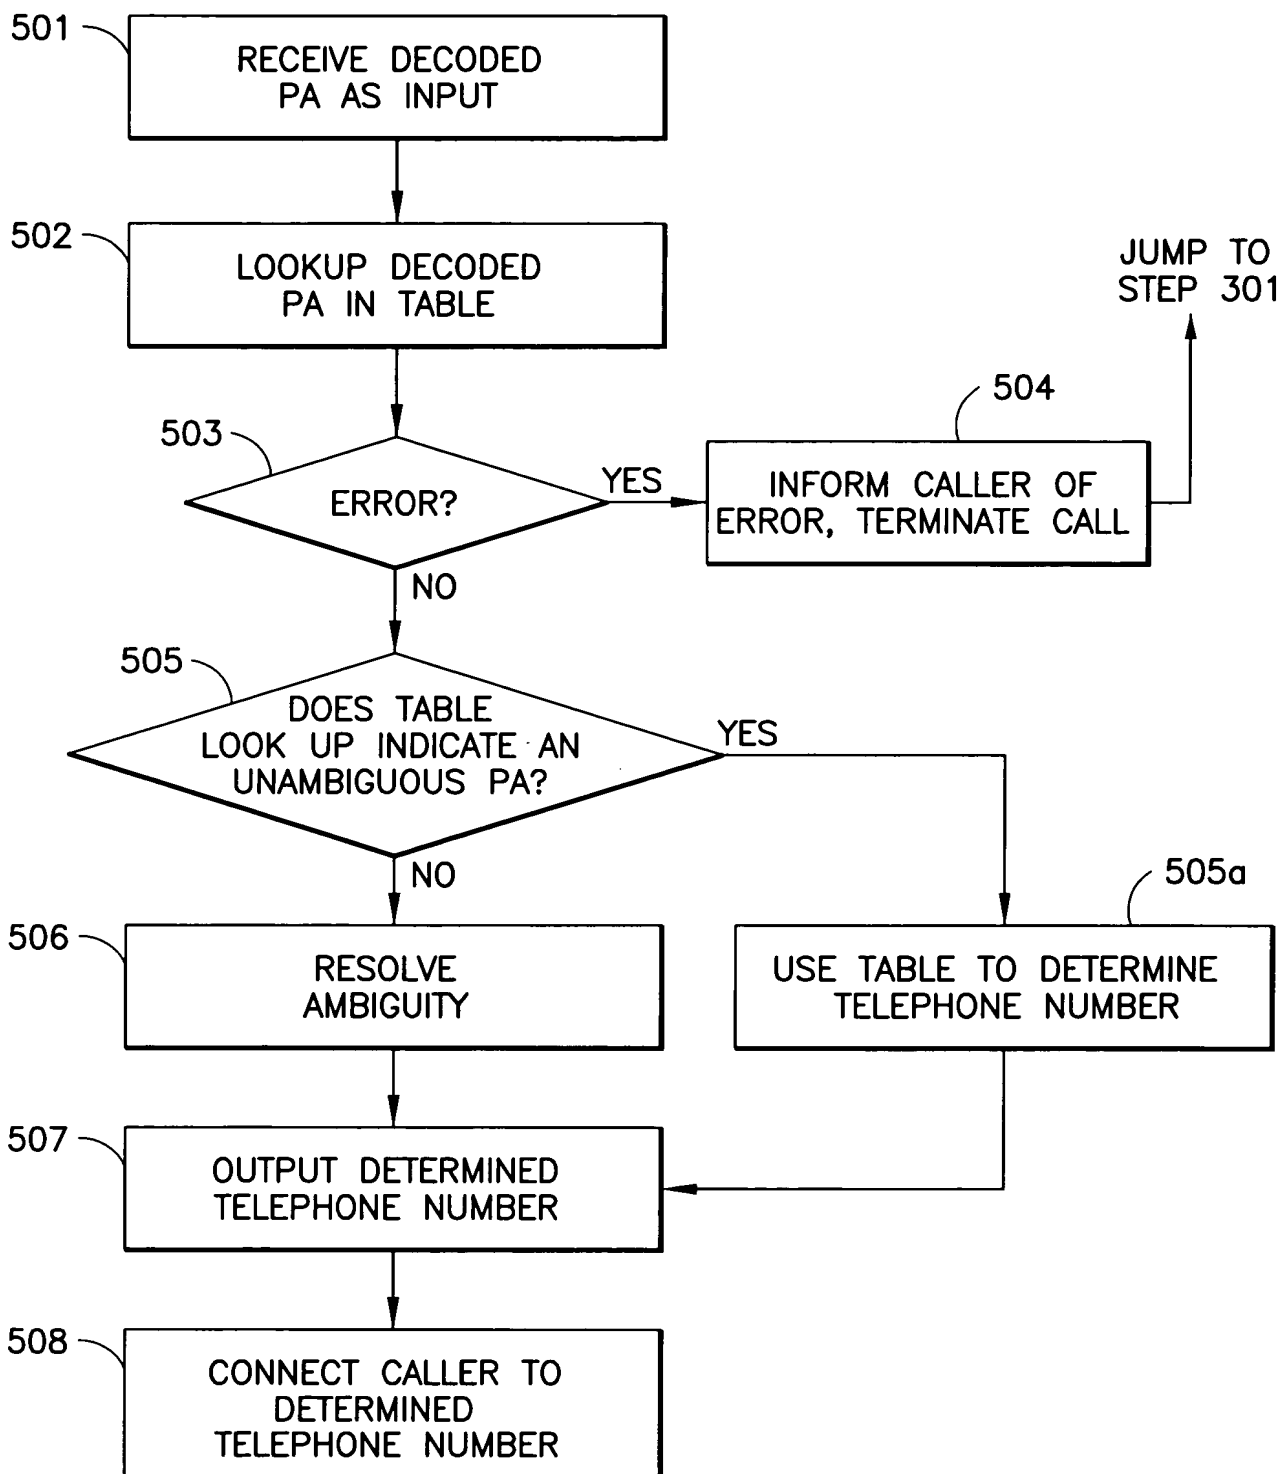 501
RECEIVE DECODED
PA AS INPUT
502
LOOKUP DECODED
PA IN TABLE
JUMP TO
STEP 301
503
ERROR?
YES
504
INFORM CALLER OF
ERROR, TERMINATE CALL
NO
505
DOES TABLE
LOOK UP INDICATE AN
UNAMBIGUOUS PA?
YES
NO
505a
USE TABLE TO DETERMINE
TELEPHONE NUMBER
506
RESOLVE
AMBIGUITY
507
OUTPUT DETERMINED
TELEPHONE NUMBER
508
CONNECT CALLER TO
DETERMINED
TELEPHONE NUMBER